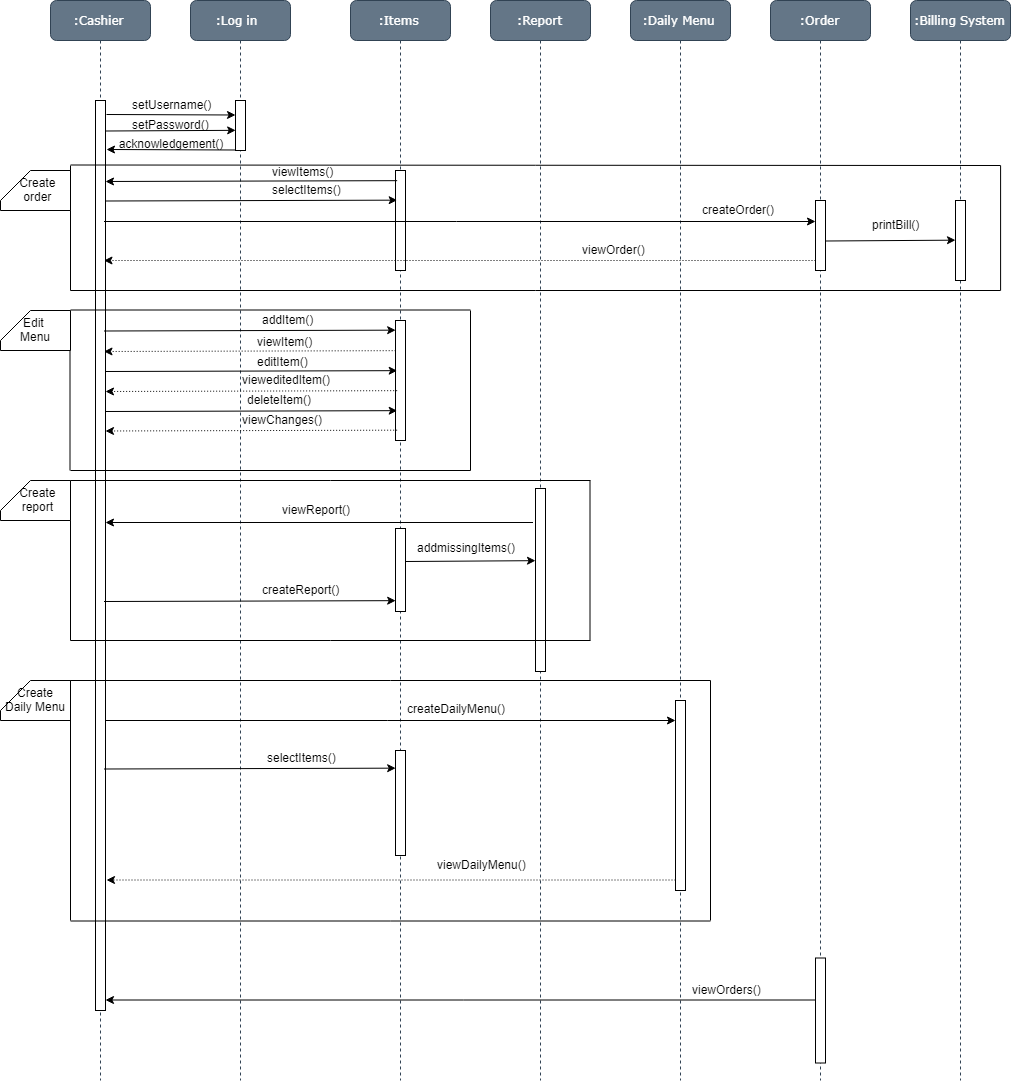 :Cashier
:Log in
:Items
:Report
:Daily Menu
:Order
:Billing System
setUsername()
setPassword()
acknowledgement()
Create
order
viewItems()
selectItems()
createOrder()
printBill()
viewOrder()
Edit
Menu
addItem()
viewItem()
editItem()
vieweditedItem()
deleteItem()
viewChanges()
Create
report
viewReport()
addmissingItems()
createReport()
Create
Daily Menu
createDailyMenu()
selectItems()
viewDailyMenu()
viewOrders()